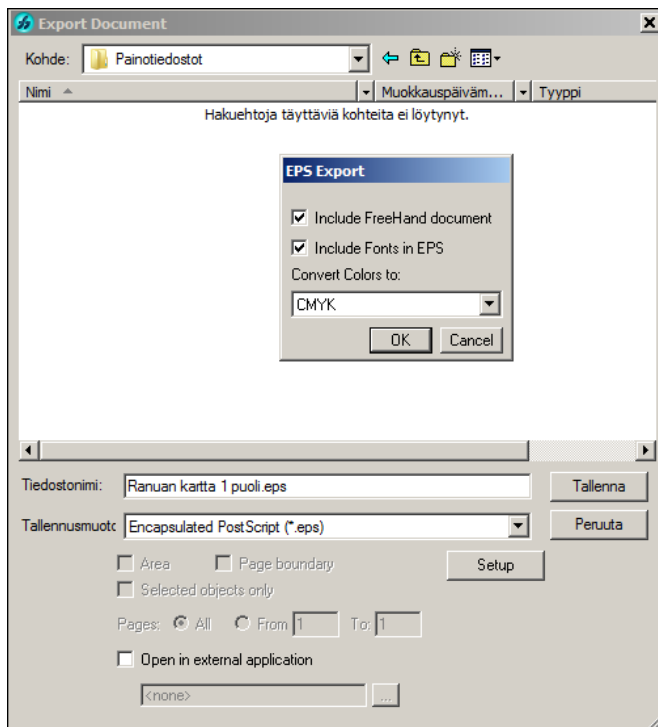 Export Document
Kohde: Painotiedostot
Nimi Muokkauspäiväm... Tyyppi
Hakuehtoja täyttäviä kohteita ei löytynyt.
EPS Export
Include FreeHand document
Include Fonts in EPS
Convert Colors to:
CMYK
OK Cancel
Tiedostonimi: Ranuan kartta 1 puoli.eps Tallenna
Tallennusmuoto Encapsulated PostScript (*.eps) Peruuta
Area Page boundary Setup
Selected objects only
Pages: All From 1 To: 1
Open in external application
<none> ...